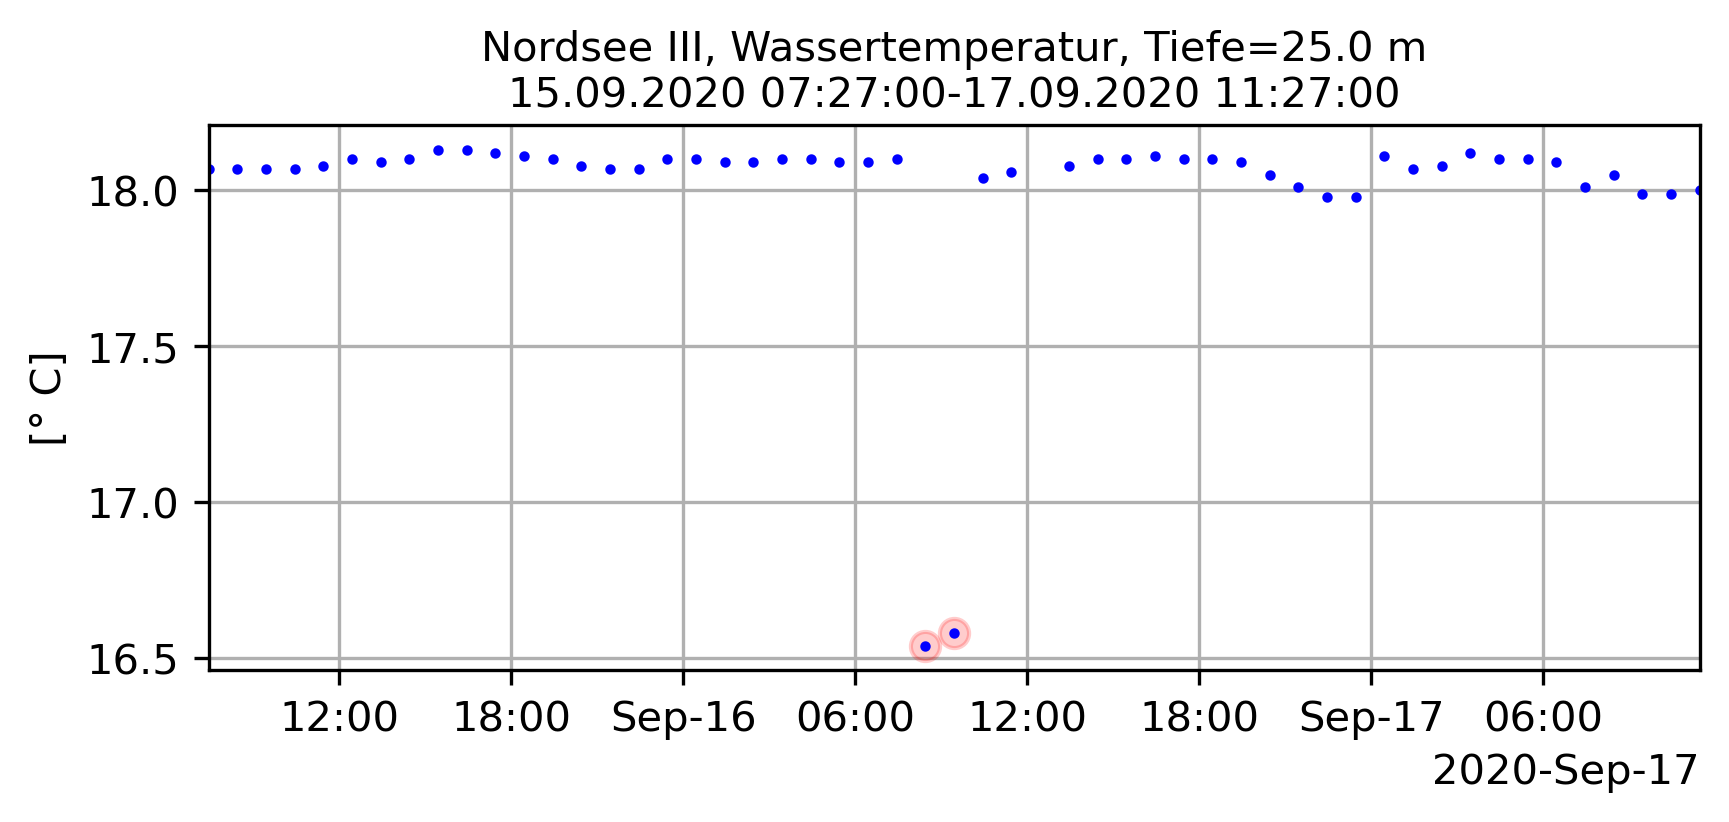 Nordsee III, Wassertemperatur, Tiefe=25.0 m
15.09.2020 07:27:00-17.09.2020 11:27:00
18.0
17.5
17.0
16.5
[° C]
12:00 18:00 Sep-16 06:00 12:00 18:00 Sep-17 06:00
2020-Sep-17